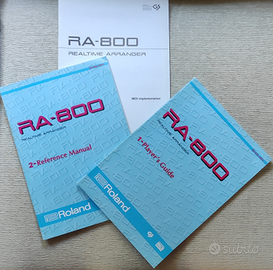 GS
RA-800
REALTIME ARRANGER
MIDI Implementation
RA-800
REALTIME ARRANGER
2-Reference Manual
Roland
RA-800
REALTIME ARRANGER
1-Player's Guide
Roland
subito